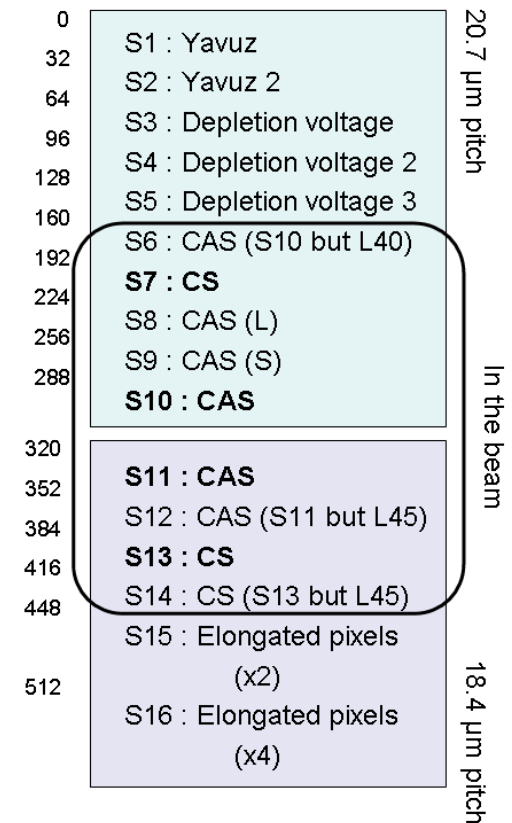 0
32
64
96
128
160
192
224
256
288
320
352
384
416
448
512
S1 : Yavuz
S2 : Yavuz 2
S3 : Depletion voltage
S4 : Depletion voltage 2
S5 : Depletion voltage 3
S6 : CAS (S10 but L40)
S7 : CS
S8 : CAS (L)
S9 : CAS (S)
S10 : CAS
S11 : CAS
S12 : CAS (S11 but L45)
S13 : CS
S14 : CS (S13 but L45)
S15 : Elongated pixels
(x2)
S16 : Elongated pixels
(x4)
20.7 µm pitch
In the beam
18.4 µm pitch